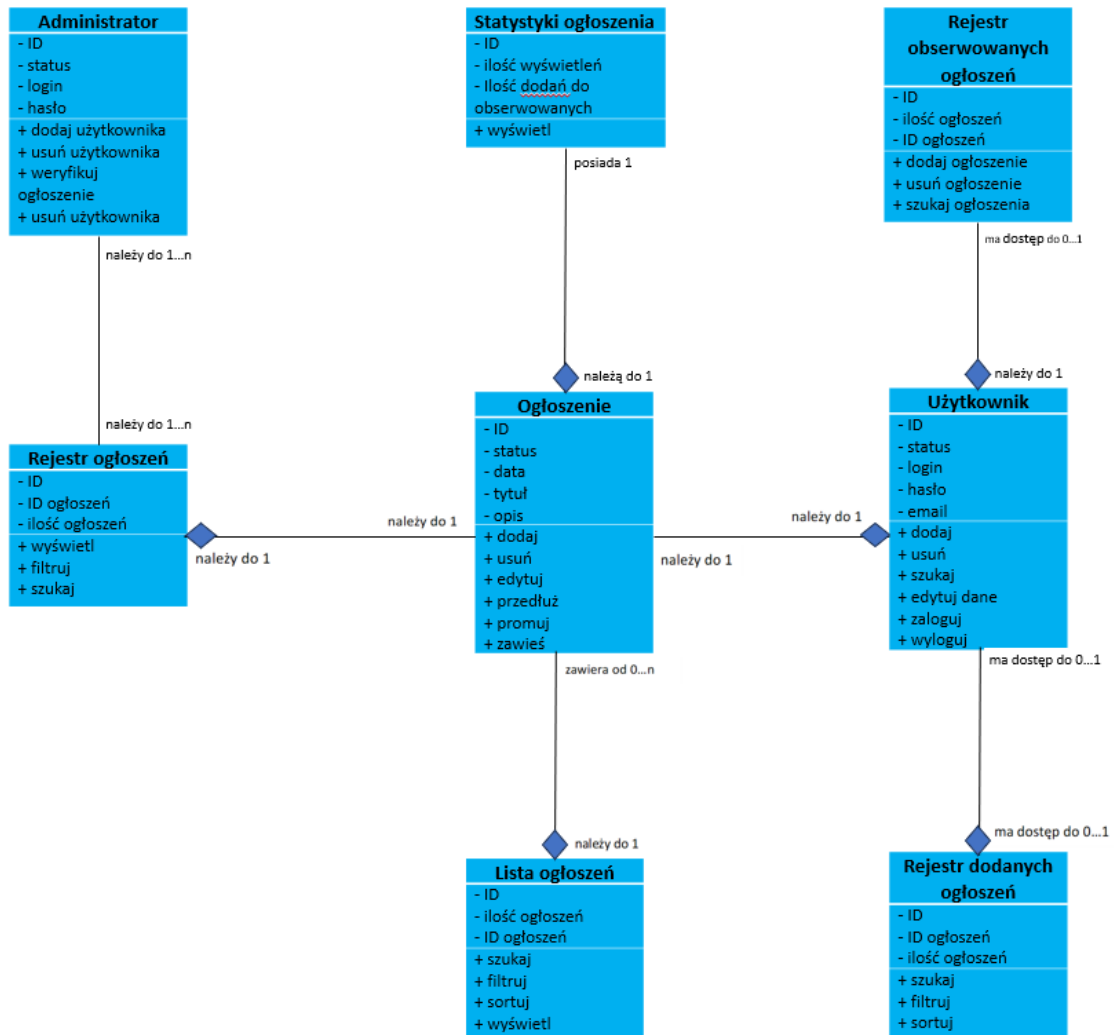 Administrator
- ID
- status
- login
- hasło
+ dodaj użytkownika
+ usuń użytkownika
+ weryfikuj
ogłoszenie
+ usuń użytkownika
należy do 1...n
należy do 1...n
Rejestr ogłoszeń
- ID
- ID ogłoszeń
- ilość ogłoszeń
+ wyświetl
+ filtruj
+ szukaj
należy do 1
należy do 1
Statystyki ogłoszenia
- ID
- ilość wyświetleń
- Ilość dodań do
obserwowanych
+ wyświetl
posiada 1
należą do 1
Ogłoszenie
- ID
- status
- data
- tytuł
- opis
+ dodaj
+ usuń
+ edytuj
+ przedłuż
+ promuj
+ zawieś
zawiera od 0...n
należy do 1
Lista ogłoszeń
- ID
- ilość ogłoszeń
- ID ogłoszeń
+ szukaj
+ filtruj
+ sortuj
+ wyświetl
należy do 1
należy do 1
Rejestr
obserwowanych
ogłoszeń
- ID
- ilość ogłoszeń
- ID ogłoszeń
+ dodaj ogłoszenie
+ usuń ogłoszenie
+ szukaj ogłoszenia
ma dostęp do 0...1
należy do 1
Użytkownik
- ID
- status
- login
- hasło
- email
+ dodaj
+ usuń
+ szukaj
+ edytuj dane
+ zaloguj
+ wyloguj
ma dostęp do 0...1
ma dostęp do 0...1
Rejestr dodanych
ogłoszeń
- ID
- ID ogłoszeń
- ilość ogłoszeń
+ szukaj
+ filtruj
+ sortuj